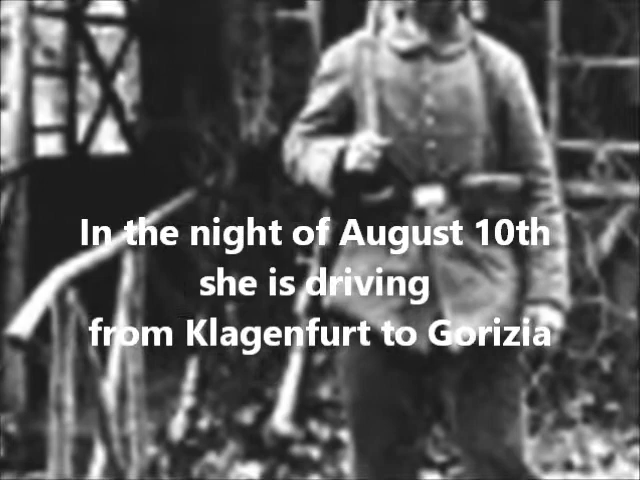 In the night of August 10th
she is driving
from Klagenfurt to Gorizia